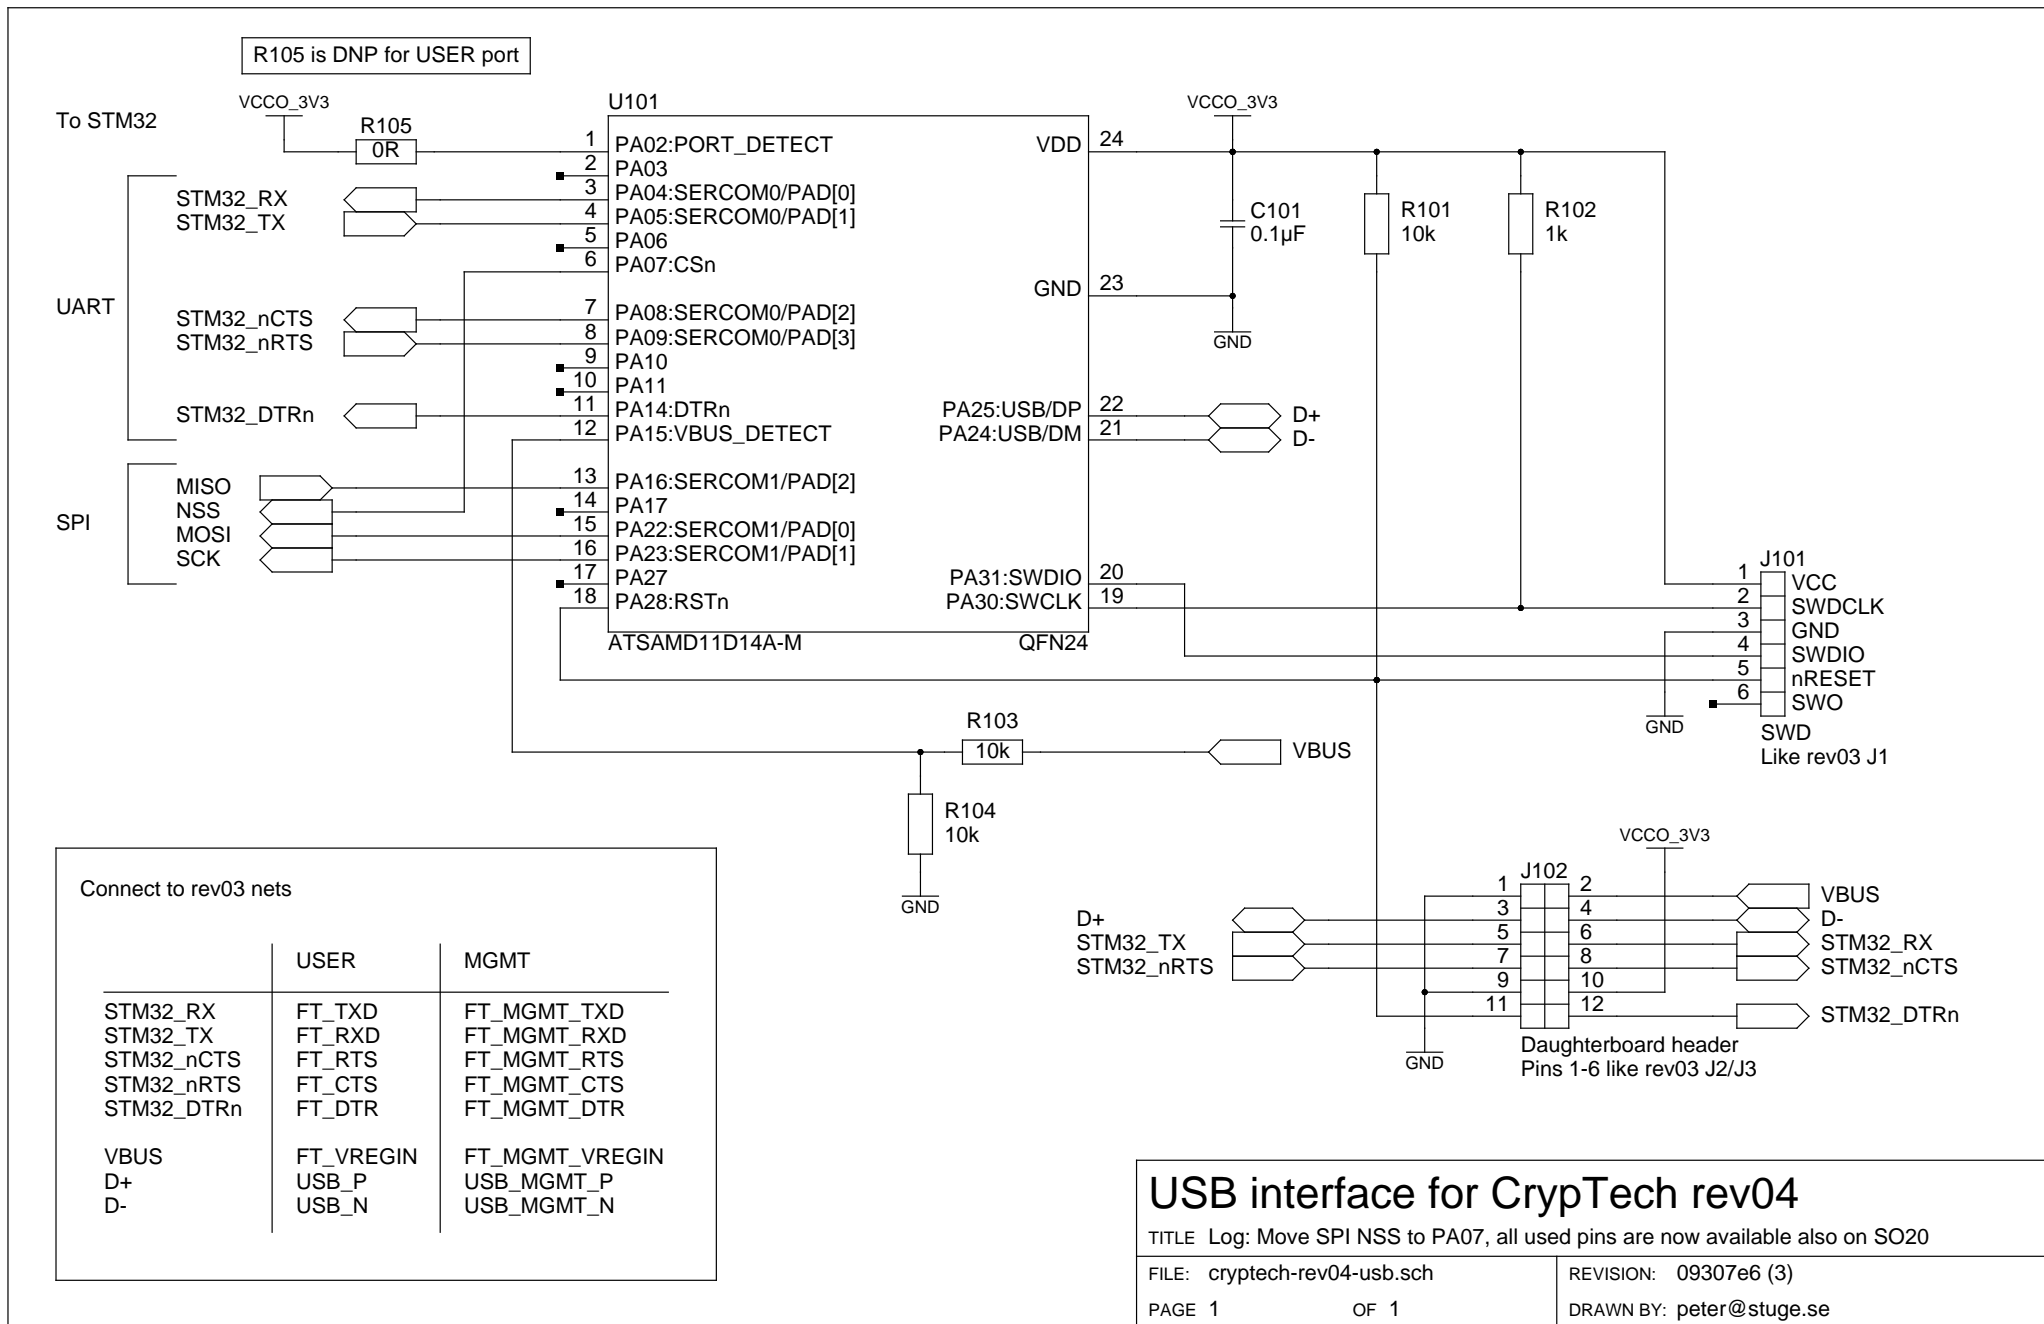 R105 is DNP for USER port
To STM32
VCCO_3V3
R105
0R
U101
1 PA02:PORT_DETECT
2 PA03
3 PA04:SERCOM0/PAD[0]
4 PA05:SERCOM0/PAD[1]
5 PA06
6 PA07:CSn
7 PA08:SERCOM0/PAD[2]
8 PA09:SERCOM0/PAD[3]
9 PA10
10 PA11
11 PA14:DTRn
12 PA15:VBUS_DETECT
13 PA16:SERCOM1/PAD[2]
14 PA17
15 PA22:SERCOM1/PAD[0]
16 PA23:SERCOM1/PAD[1]
17 PA27
18 PA28:RSTn
ATSAMD11D14A-M
QFN24
VDD 24
GND 23
PA25:USB/DP 22
PA24:USB/DM 21
PA31:SWDIO 20
PA30:SWCLK 19
UART
STM32_RX
STM32_TX
STM32_nCTS
STM32_nRTS
STM32_DTRn
SPI
MISO
NSS
MOSI
SCK
VCCO_3V3
C101
0.1µF
GND
R101
10k
R102
1k
D+
D-
J101
1 VCC
2 SWDCLK
3 GND
4 SWDIO
5 nRESET
6 SWO
GND
SWD
Like rev03 J1
R103
10k
VBUS
R104
10k
GND
VCCO_3V3
J102
1 2 VBUS
D+ 3 4 D-
STM32_TX 5 6 STM32_RX
STM32_nRTS 7 8 STM32_nCTS
9 10
11 12 STM32_DTRn
GND
Daughterboard header
Pins 1-6 like rev03 J2/J3
Connect to rev03 nets
USER MGMT
STM32_RX FT_TXD FT_MGMT_TXD
STM32_TX FT_RXD FT_MGMT_RXD
STM32_nCTS FT_RTS FT_MGMT_RTS
STM32_nRTS FT_CTS FT_MGMT_CTS
STM32_DTRn FT_DTR FT_MGMT_DTR
VBUS FT_VREGIN FT_MGMT_VREGIN
D+ USB_P USB_MGMT_P
D- USB_N USB_MGMT_N
USB interface for CrypTech rev04
TITLE Log: Move SPI NSS to PA07, all used pins are now available also on SO20
FILE: cryptech-rev04-usb.sch
REVISION: 09307e6 (3)
PAGE 1 OF 1
DRAWN BY: peter@stuge.se